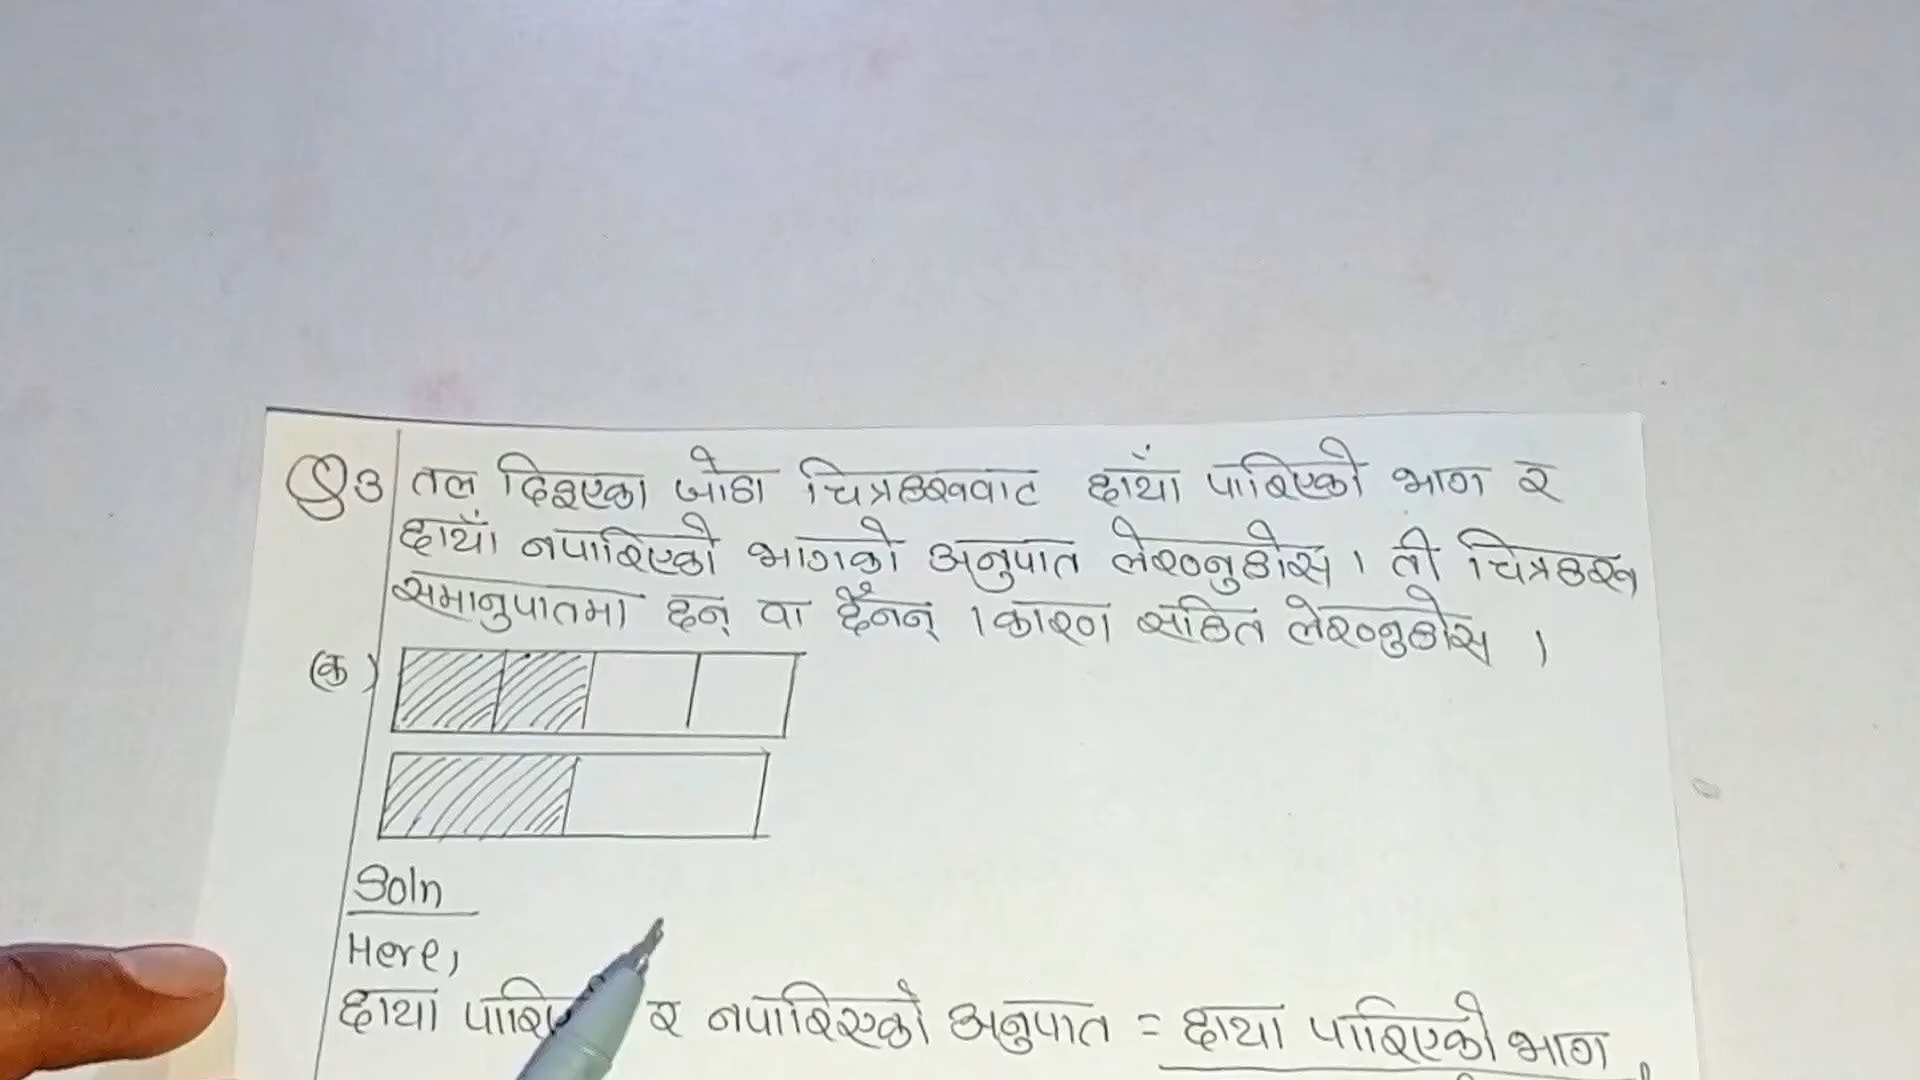 Q3 तल दिइएका जोडा चित्रहरूबाट छायाँ पारिएको भाग र
छायाँ नपारिएको भागको अनुपात लेख्नुहोस। ती चित्रहरू
समानुपातमा छन् वा छैनन् । कारण सहित लेख्नुहोस ।
(क)
Soln
Here,
छाया र नपारिएको अनुपात = छाया पारिएको भाग